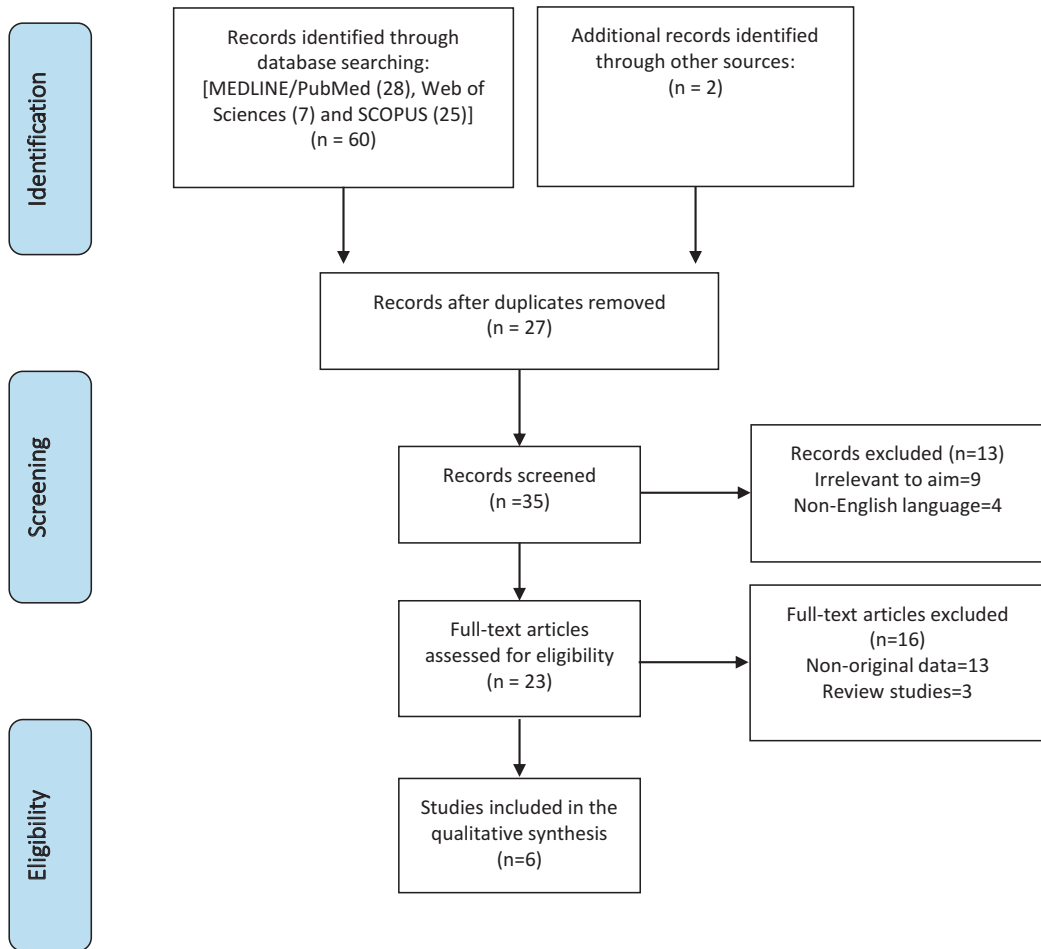 Identification
Records identified through
database searching:
[MEDLINE/PubMed (28), Web of
Sciences (7) and SCOPUS (25)]
(n = 60)
Additional records identified
through other sources:
(n = 2)
Records after duplicates removed
(n = 27)
Screening
Records screened
(n =35)
Records excluded (n=13)
Irrelevant to aim=9
Non-English language=4
Full-text articles
assessed for eligibility
(n = 23)
Full-text articles excluded
(n=16)
Non-original data=13
Review studies=3
Eligibility
Studies included in the
qualitative synthesis
(n=6)